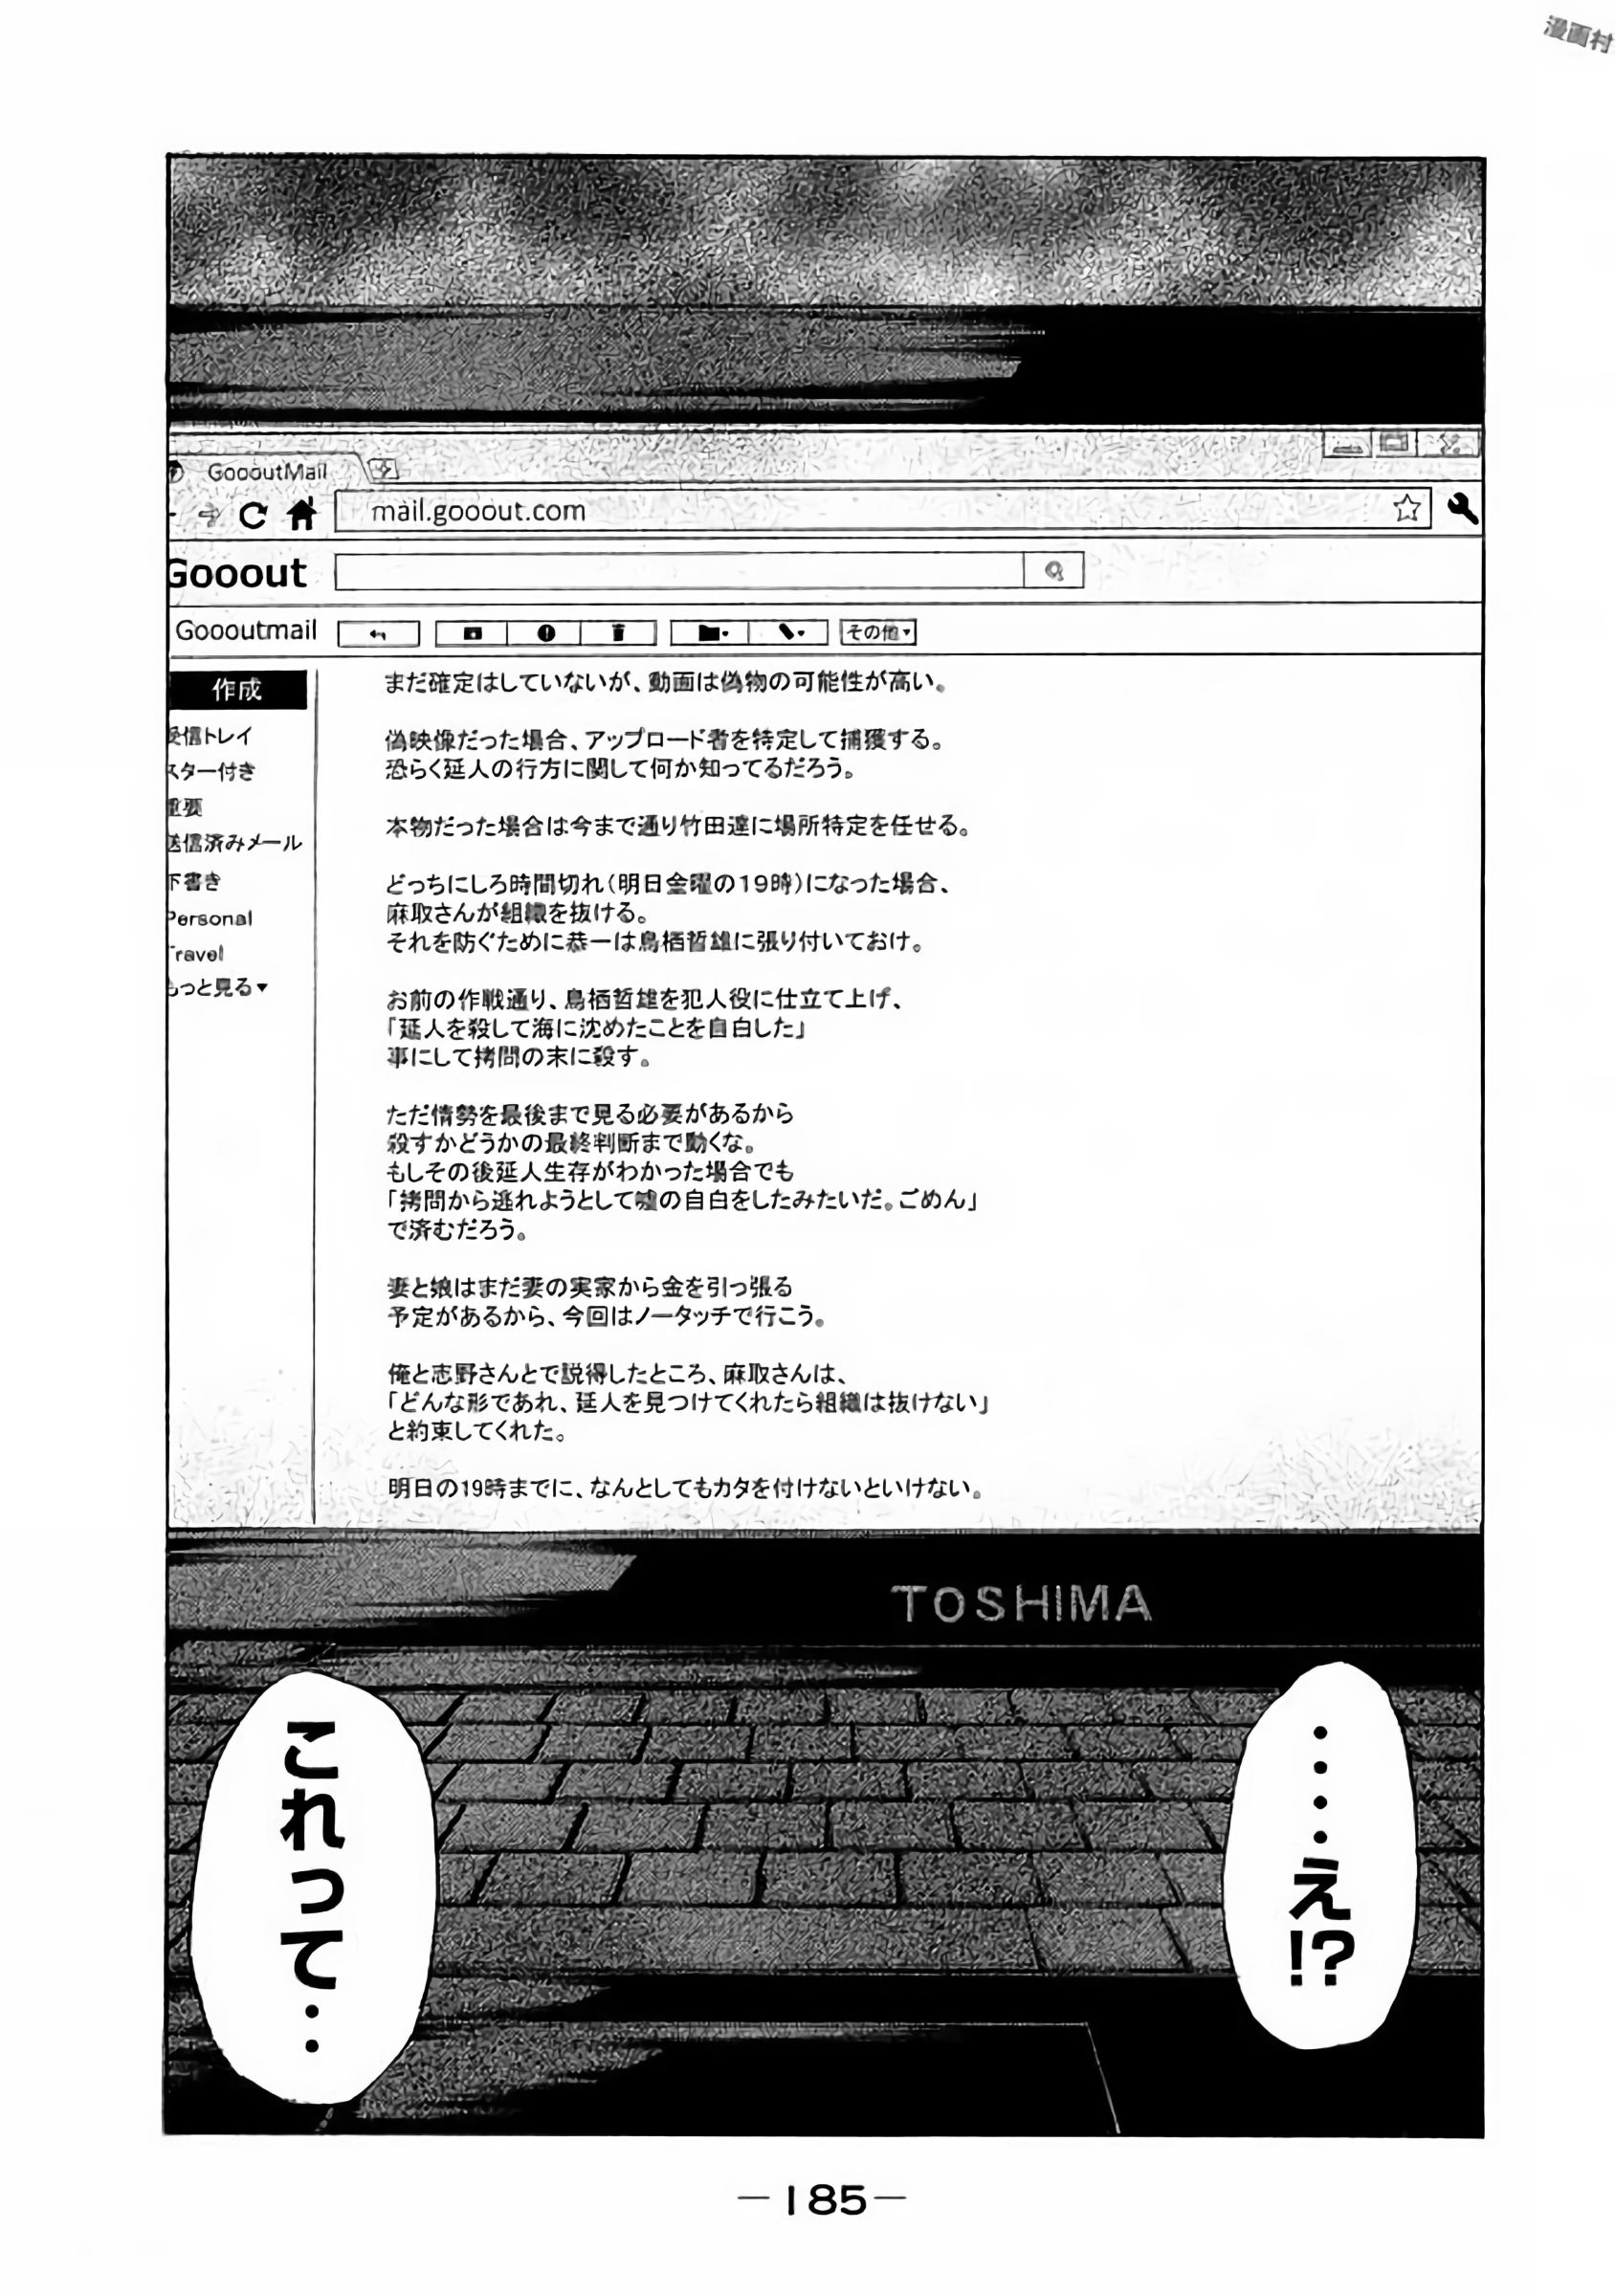 漫画村
GoooutMail
mail.gooout.com
Gooout
Goooutmail
その他
作成
受信トレイ
スター付き
重要
送信済みメール
下書き
Personal
Travel
もっと見る▼
まだ確定はしていないが、動画は偽物の可能性が高い。
偽映像だった場合、アップロード者を特定して捕獲する。
恐らく延人の行方に関して何か知ってるだろう。
本物だった場合は今まで通り竹田達に場所特定を任せる。
どっちにしろ時間切れ(明日金曜の19時)になった場合、
麻取さんが組織を抜ける。
それを防ぐために恭一は鳥栖哲雄に張り付いておけ。
お前の作戦通り、鳥栖哲雄を犯人役に仕立て上げ、
「延人を殺して海に沈めたことを自白した」
事にして拷問の末に殺す。
ただ情勢を最後まで見る必要があるから
殺すかどうかの最終判断まで動くな。
もしその後延人生存がわかった場合でも
「拷問から逃れようとして嘘の自白をしたみたいだ。ごめん」
で済むだろう。
妻と娘はまだ妻の実家から金を引っ張る
予定があるから、今回はノータッチで行こう。
俺と志野さんとで説得したところ、麻取さんは、
「どんな形であれ、延人を見つけてくれたら組織は抜けない」
と約束してくれた。
明日の19時までに、なんとしてもカタを付けないといけない。
TOSHIMA
‥‥え!?
これって‥
—185—